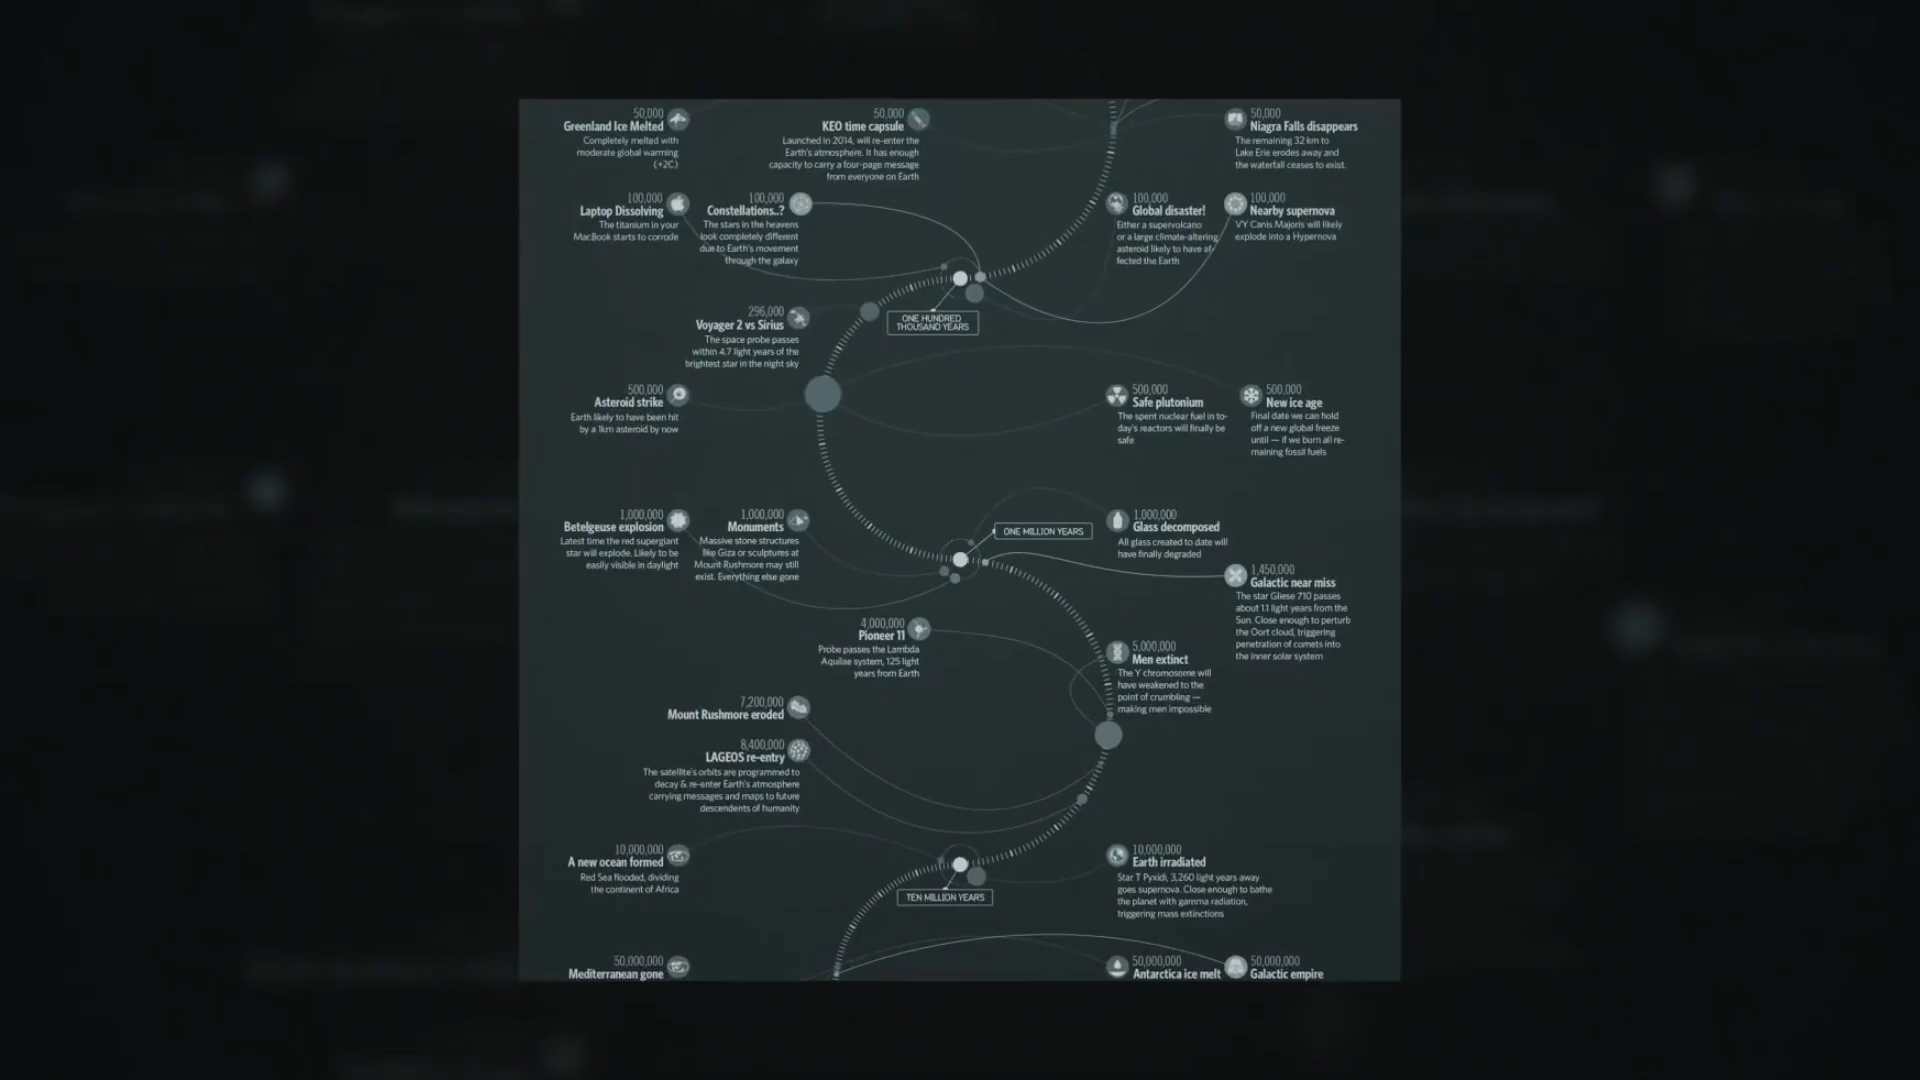 50,000
Greenland Ice Melted
Completely melted with
moderate global warming
(+2C)
50,000
KEO time capsule
Launched in 2014, will re-enter the
Earth's atmosphere. It has enough
capacity to carry a four-page message
from everyone on Earth
50,000
Niagra Falls disappears
The remaining 32 km to
Lake Erie erodes away and
the waterfall ceases to exist.
100,000
Laptop Dissolving
The titanium in your
MacBook starts to corrode
100,000
Constellations..?
The stars in the heavens
look completely different
due to Earth's movement
through the galaxy
100,000
Global disaster!
Either a supervolcano
or a large climate-altering
asteroid likely to have af-
fected the Earth
100,000
Nearby supernova
VY Canis Majoris will likely
explode into a Hypernova
ONE HUNDRED
THOUSAND YEARS
296,000
Voyager 2 vs Sirius
The space probe passes
within 4.7 light years of the
brightest star in the night sky
500,000
Asteroid strike
Earth likely to have been hit
by a 1km asteroid by now
500,000
Safe plutonium
The spent nuclear fuel in to-
day's reactors will finally be
safe
500,000
New ice age
Final date we can hold
off a new global freeze
until — if we burn all re-
maining fossil fuels
1,000,000
Betelgeuse explosion
Latest time the red supergiant
star will explode. Likely to be
easily visible in daylight
1,000,000
Monuments
Massive stone structures
like Giza or sculptures at
Mount Rushmore may still
exist. Everything else gone
ONE MILLION YEARS
1,000,000
Glass decomposed
All glass created to date will
have finally degraded
1,450,000
Galactic near miss
The star Gliese 710 passes
about 1.1 light years from the
Sun. Close enough to perturb
the Oort cloud, triggering
penetration of comets into
the inner solar system
4,000,000
Pioneer 11
Probe passes the Lambda
Aquilae system, 125 light
years from Earth
5,000,000
Men extinct
The Y chromosome will
have weakened to the
point of crumbling —
making men impossible
7,200,000
Mount Rushmore eroded
8,400,000
LAGEOS re-entry
The satellite's orbits are programmed to
decay & re-enter Earth's atmosphere
carrying messages and maps to future
descendents of humanity
10,000,000
A new ocean formed
Red Sea flooded, dividing
the continent of Africa
TEN MILLION YEARS
10,000,000
Earth irradiated
Star T Pyxidi, 3,260 light years away
goes supernova. Close enough to bathe
the planet with gamma radiation,
triggering mass extinctions
50,000,000
Mediterranean gone
50,000,000
Antarctica ice melt
50,000,000
Galactic empire